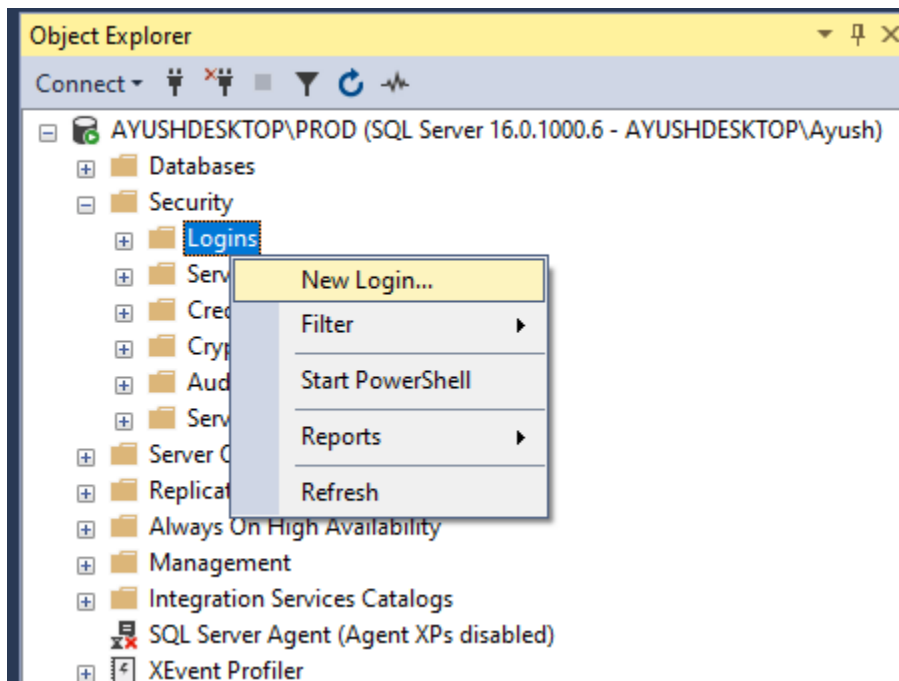 Object Explorer
Connect
AYUSHDESKTOP\PROD (SQL Server 16.0.1000.6 - AYUSHDESKTOP\Ayush)
Databases
Security
Logins
New Login...
Filter
Start PowerShell
Reports
Refresh
Always On High Availability
Management
Integration Services Catalogs
SQL Server Agent (Agent XPs disabled)
XEvent Profiler